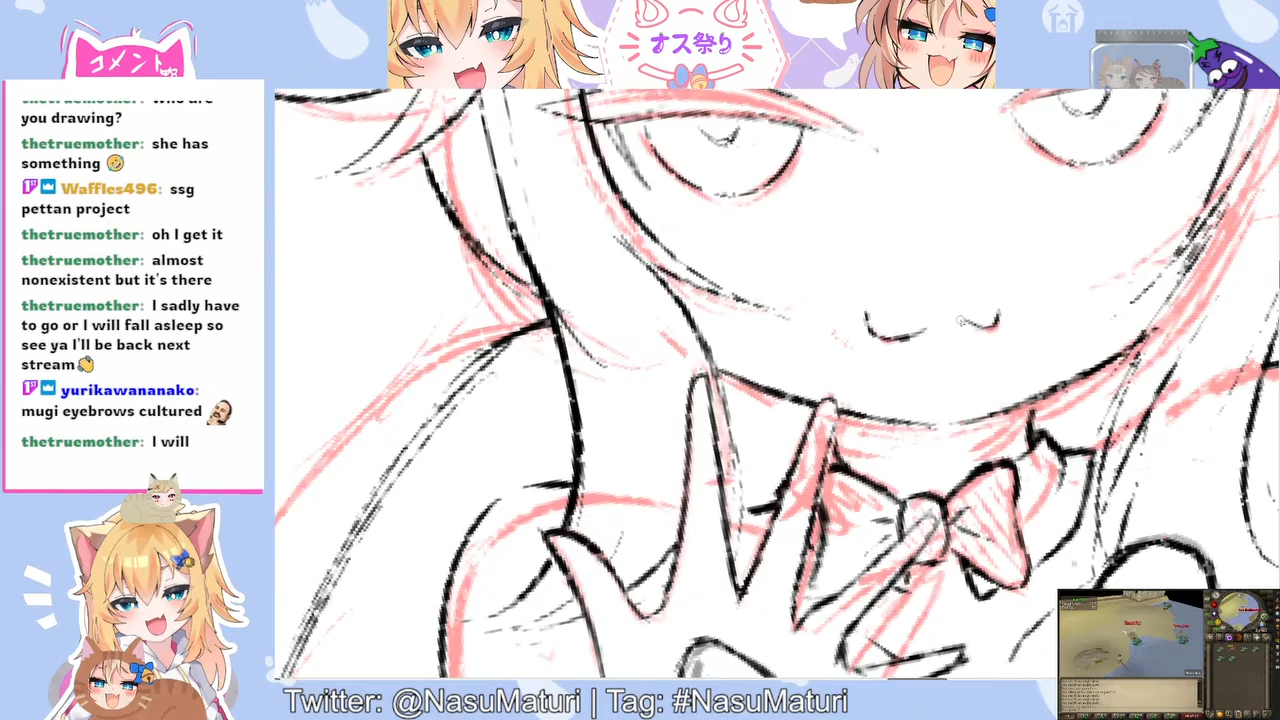 コメント
オス祭り
who are
you drawing?
thetruemother: she has
something
Waffles496: ssg
pettan project
thetruemother: oh I get it
thetruemother: almost
nonexistent but it's there
thetruemother: I sadly have
to go or I will fall asleep so
see ya I'll be back next
stream
yurikawananako:
mugi eyebrows cultured
thetruemother: I will
Twitter: @NasuMaturi | Tag: #NasuMaturi